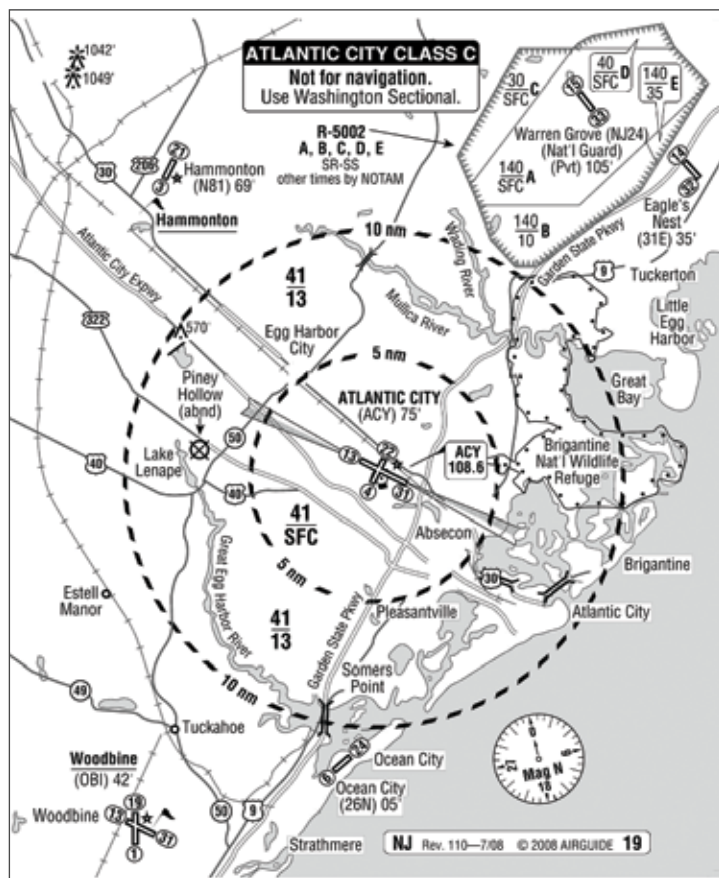 ATLANTIC CITY CLASS C
Not for navigation.
Use Washington Sectional.
1042'
1049'
R-5002
A, B, C, D, E
SR-SS
other times by NOTAM
30
SFC
C
40
SFC
D
140
35
E
15
33
Warren Grove (NJ24)
(Nat'l Guard)
(Pvt) 105'
140
SFC
A
140
10
B
14
32
Eagle's
Nest
(31E) 35'
Garden State Pkwy
9
Tuckerton
Little
Egg
Harbor
30
206
21
3
Hammonton
(N81) 69'
Hammonton
Atlantic City Expwy
10 nm
41
13
Wading River
Mullica River
322
570'
Egg Harbor
City
5 nm
Great
Bay
Piney
Hollow
(abnd)
ATLANTIC CITY
(ACY) 75'
50
13
22
4
31
ACY
108.6
Brigantine
Nat'l Wildlife
Refuge
40
Lake
Lenape
40
41
SFC
Absecon
5 nm
30
Brigantine
Atlantic City
Great Egg Harbor River
Estell
Manor
41
13
Garden State Pkwy
Pleasantville
10 nm
Somers
Point
49
Tuckahoe
Woodbine
(OBI) 42'
Woodbine
13
19
31
1
50
9
6
24
Ocean City
Ocean City
(26N) 05'
Strathmere
0
9
18
27
Mag N
NJ Rev. 110—7/08 © 2008 AIRGUIDE 19